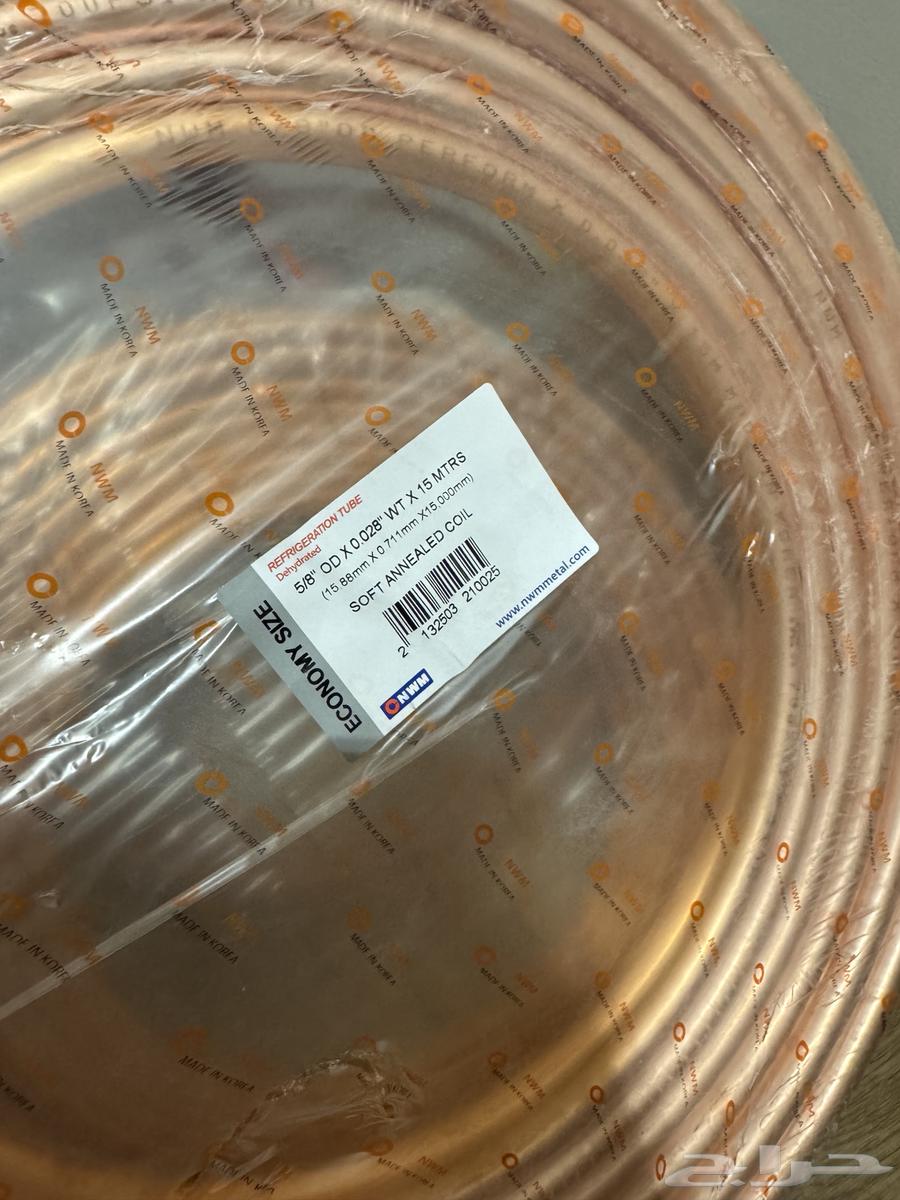 REFRIGERATION TUBE
Dehydrated
5/8" OD X 0.028" WT X 15 MTRS
(15.88mm X 0.711mm X15.000mm)
SOFT ANNEALED COIL
2 132503 210025
www.nwmmetal.com
NWM
ECONOMY SIZE
MADE IN KOREA
NWM
حراج